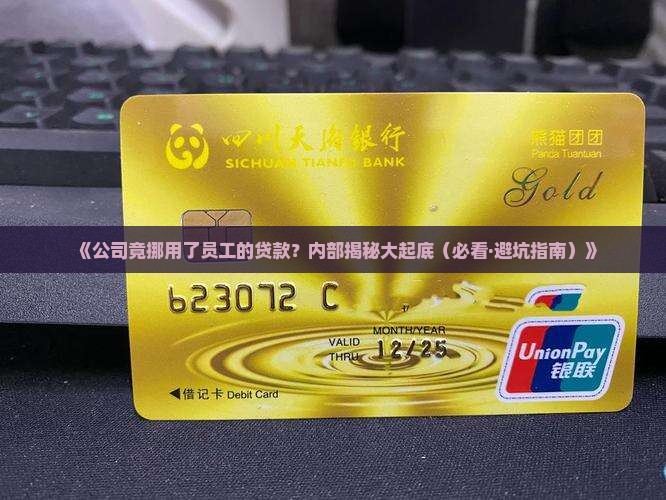 四川天府银行
SICHUAN TIANFU BANK
熊猫团团
Panda Tuantuan
Gold
《公司竟挪用了员工的贷款？内部揭秘大起底（必看·避坑指南）》
623072 C
MONTH/YEAR
VALID THRU 12/25
UnionPay
银联
借记卡 Debit Card